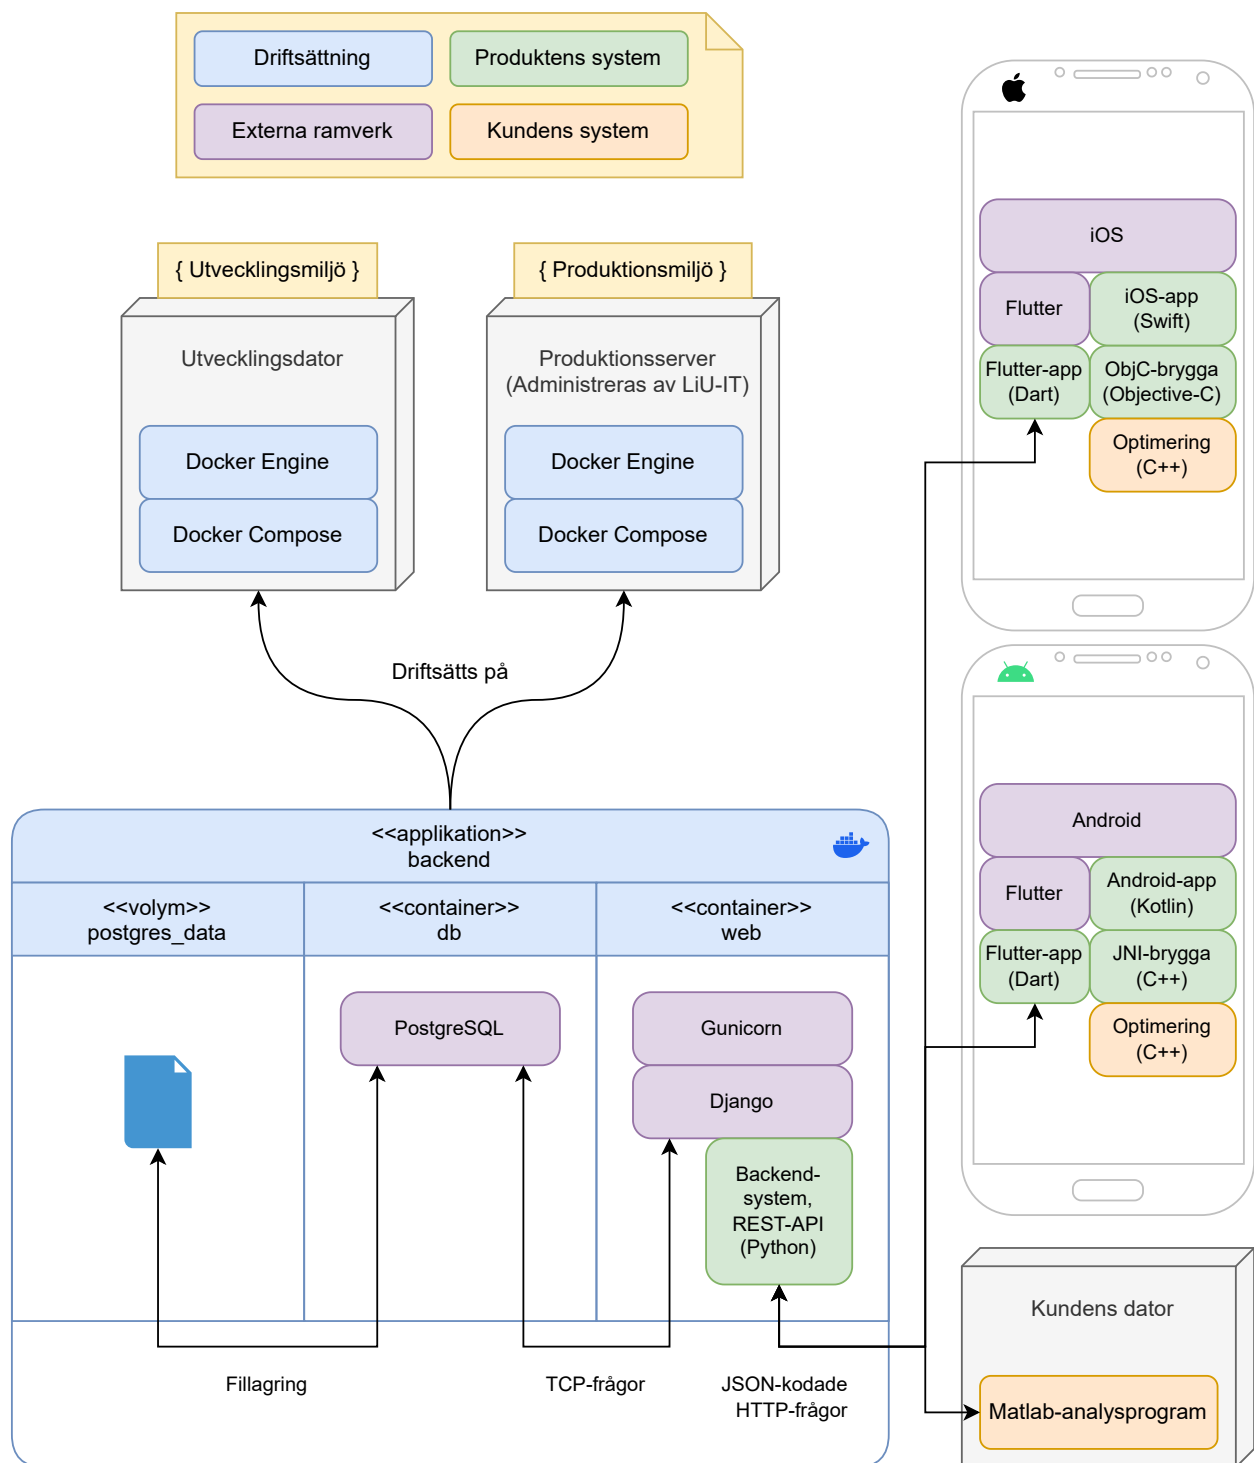 Driftsättning
Produktens system
Externa ramverk
Kundens system
{ Utvecklingsmiljö }
{ Produktionsmiljö }
Utvecklingsdator
Docker Engine
Docker Compose
Produktionsserver
(Administreras av LiU-IT)
Docker Engine
Docker Compose
Driftsätts på
<<applikation>>
backend
<<volym>>
postgres_data
<<container>>
db
<<container>>
web
PostgreSQL
Gunicorn
Django
Backend-
system,
REST-API
(Python)
Fillagring
TCP-frågor
JSON-kodade
HTTP-frågor
iOS
Flutter
iOS-app
(Swift)
Flutter-app
(Dart)
ObjC-brygga
(Objective-C)
Optimering
(C++)
Android
Flutter
Android-app
(Kotlin)
Flutter-app
(Dart)
JNI-brygga
(C++)
Optimering
(C++)
Kundens dator
Matlab-analysprogram